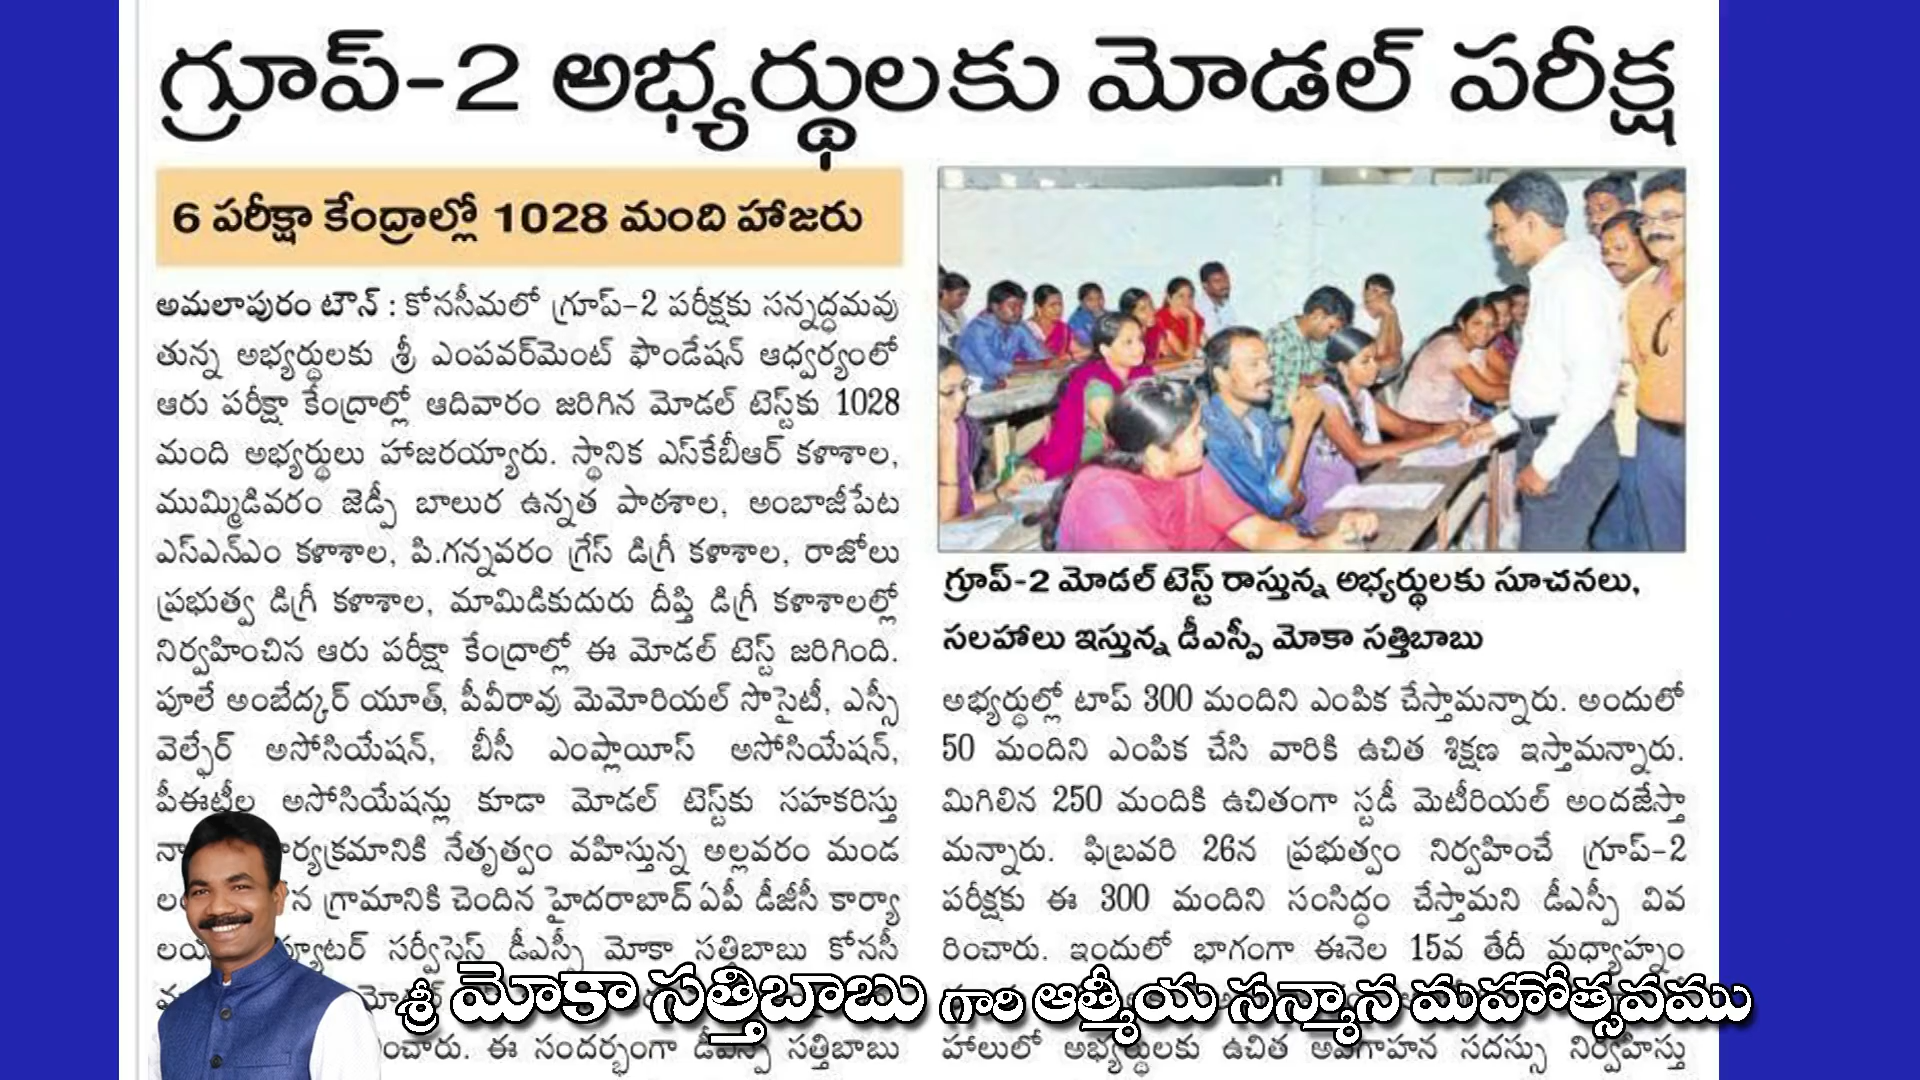 గ్రూప్-2 అభ్యర్థులకు మోడల్ పరీక్ష
6 పరీక్షా కేంద్రాల్లో 1028 మంది హాజరు
అమలాపురం టౌన్ : కోనసీమలో గ్రూప్-2 పరీక్షకు సన్నద్ధమవు
తున్న అభ్యర్థులకు శ్రీ ఎంపవర్‌మెంట్ ఫౌండేషన్ ఆధ్వర్యంలో
ఆరు పరీక్షా కేంద్రాల్లో ఆదివారం జరిగిన మోడల్ టెస్ట్‌కు 1028
మంది అభ్యర్థులు హాజరయ్యారు. స్థానిక ఎస్‌కేబీఆర్ కళాశాల,
ముమ్మిడివరం జెడ్పీ బాలుర ఉన్నత పాఠశాల, అంబాజీపేట
ఎస్ఎన్ఎం కళాశాల, పి.గన్నవరం గ్రేస్ డిగ్రీ కళాశాల, రాజోలు
ప్రభుత్వ డిగ్రీ కళాశాల, మామిడికుదురు దీప్తి డిగ్రీ కళాశాలల్లో
నిర్వహించిన ఆరు పరీక్షా కేంద్రాల్లో ఈ మోడల్ టెస్ట్ జరిగింది.
పూలే అంబేద్కర్ యూత్, పీవీరావు మెమోరియల్ సొసైటీ, ఎస్సీ
వెల్ఫేర్ అసోసియేషన్, బీసీ ఎంప్లాయీస్ అసోసియేషన్,
పీఈటీల అసోసియేషన్లు కూడా మోడల్ టెస్ట్‌కు సహకరిస్తు
ర్యక్రమానికి నేతృత్వం వహిస్తున్న అల్లవరం మండ
న గ్రామానికి చెందిన హైదరాబాద్ ఏపీ డీజీసీ కార్యా
లయ ప్యూటర్ సర్వీసెస్ డీఎస్పీ మోకా సత్తిబాబు కోనసీ
ంచారు. ఈ సందర్భంగా డీఎస్పీ సత్తిబాబు
గ్రూప్-2 మోడల్ టెస్ట్ రాస్తున్న అభ్యర్థులకు సూచనలు,
సలహాలు ఇస్తున్న డీఎస్పీ మోకా సత్తిబాబు
అభ్యర్థుల్లో టాప్ 300 మందిని ఎంపిక చేస్తామన్నారు. అందులో
50 మందిని ఎంపిక చేసి వారికి ఉచిత శిక్షణ ఇస్తామన్నారు.
మిగిలిన 250 మందికి ఉచితంగా స్టడీ మెటీరియల్ అందజేస్తా
మన్నారు. ఫిబ్రవరి 26న ప్రభుత్వం నిర్వహించే గ్రూప్-2
పరీక్షకు ఈ 300 మందిని సంసిద్ధం చేస్తామని డీఎస్పీ వివ
రించారు. ఇందులో భాగంగా ఈనెల 15వ తేదీ మధ్యాహ్నం
హాలులో అభ్యర్థులకు ఉచిత అవగాహన సదస్సు నిర్వహిస్తు
శ్రీ మోకా సత్తిబాబు గారి ఆత్మీయ సన్మాన మహోత్సవము